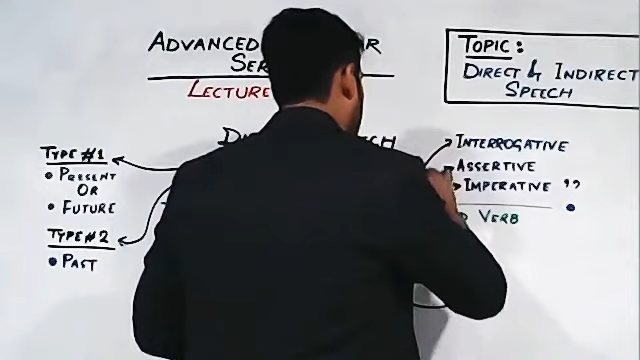 ADVANCED
SER
LECTURE
TOPIC:
DIRECT & INDIRECT
SPEECH
TYPE #1
• PRESENT
OR
• FUTURE
TYPE #2
• PAST
INTERROGATIVE
ASSERTIVE
IMPERATIVE ”
VERB